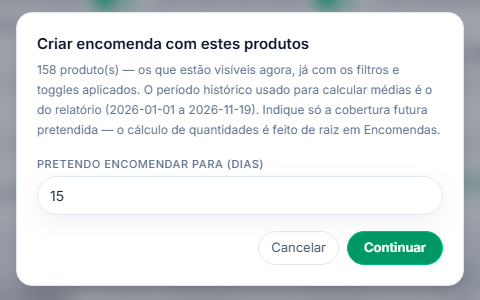 Criar encomenda com estes produtos
158 produto(s) — os que estão visíveis agora, já com os filtros e
toggles aplicados. O período histórico usado para calcular médias é o
do relatório (2026-01-01 a 2026-11-19). Indique só a cobertura futura
pretendida — o cálculo de quantidades é feito de raiz em Encomendas.
PRETENDO ENCOMENDAR PARA (DIAS)
15
Cancelar
Continuar